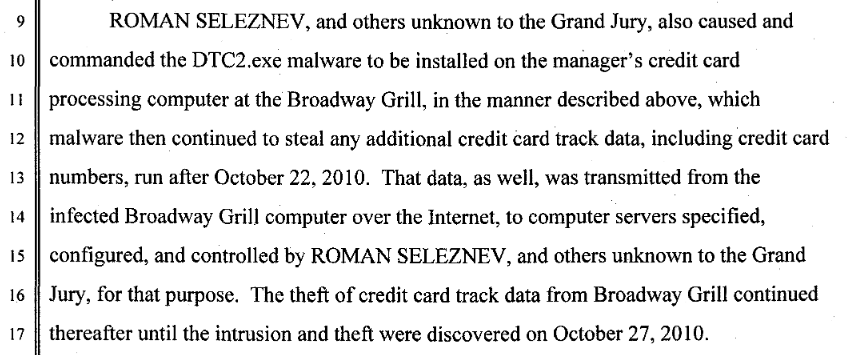 9 ROMAN SELEZNEV, and others unknown to the Grand Jury, also caused and
10 commanded the DTC2.exe malware to be installed on the manager's credit card
11 processing computer at the Broadway Grill, in the manner described above, which
12 malware then continued to steal any additional credit card track data, including credit card
13 numbers, run after October 22, 2010. That data, as well, was transmitted from the
14 infected Broadway Grill computer over the Internet, to computer servers specified,
15 configured, and controlled by ROMAN SELEZNEV, and others unknown to the Grand
16 Jury, for that purpose. The theft of credit card track data from Broadway Grill continued
17 thereafter until the intrusion and theft were discovered on October 27, 2010.